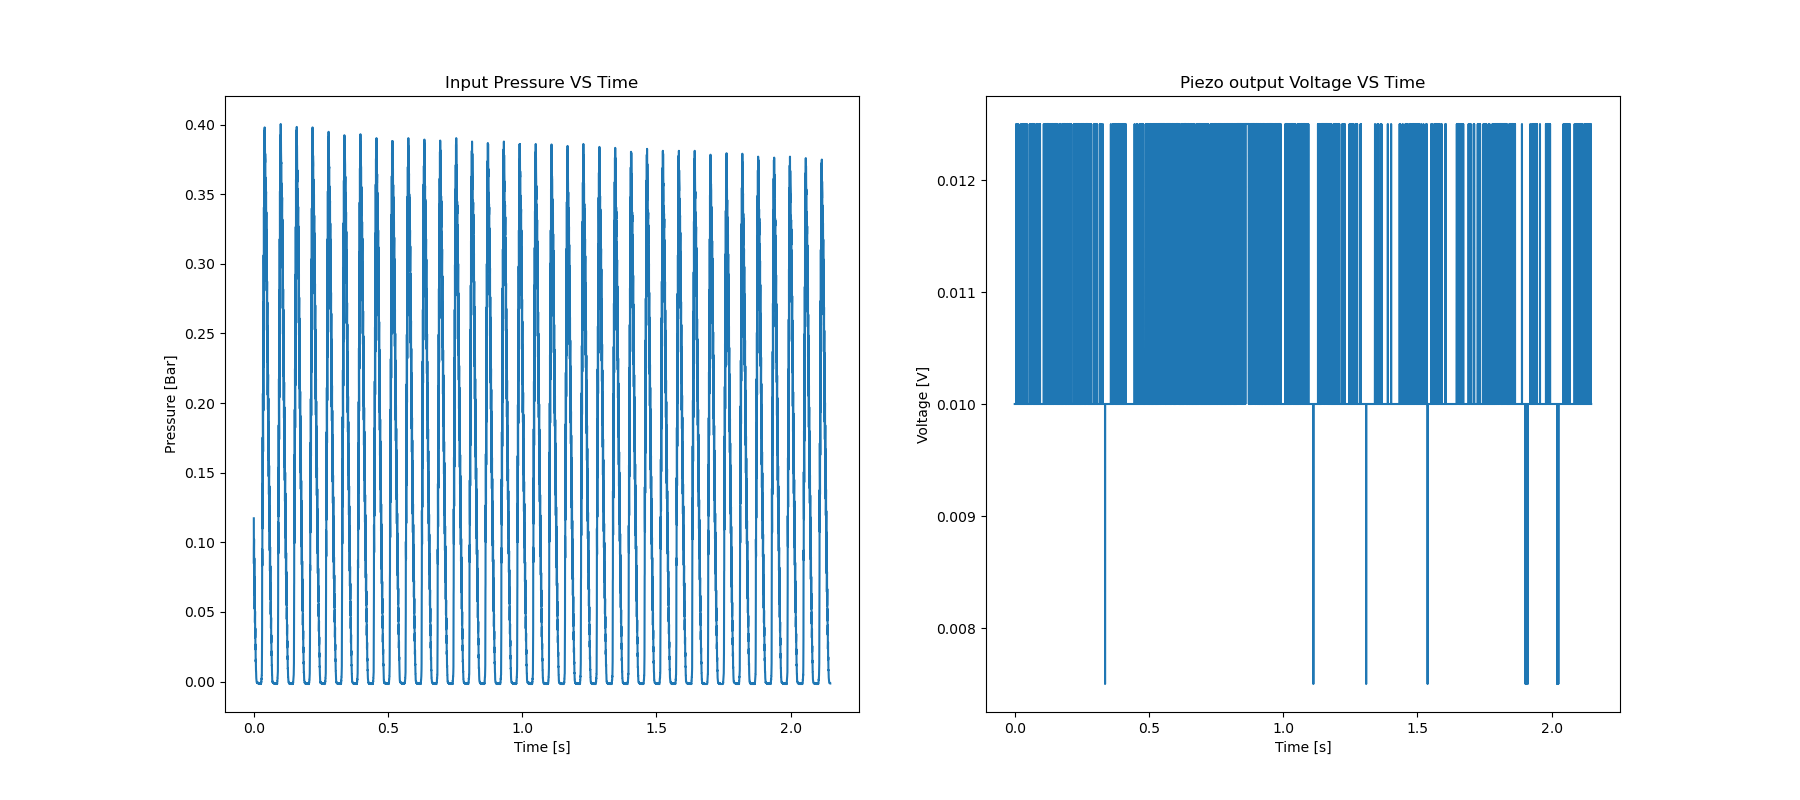 Input Pressure VS Time
0.40
0.35
0.30
0.25
0.20
0.15
0.10
0.05
0.00
Pressure [Bar]
0.0 0.5 1.0 1.5 2.0
Time [s]
Piezo output Voltage VS Time
0.012
0.011
0.010
0.009
0.008
Voltage [V]
0.0 0.5 1.0 1.5 2.0
Time [s]